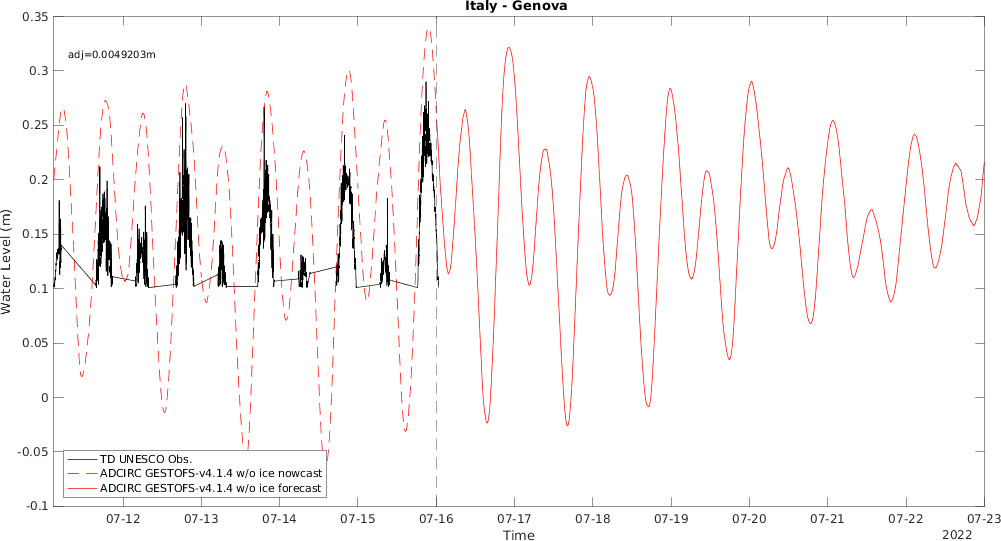 Italy - Genova
adj=0.0049203m
0.35
0.3
0.25
0.2
0.15
0.1
0.05
0
-0.05
-0.1
Water Level (m)
TD UNESCO Obs.
ADCIRC GESTOFS-v4.1.4 w/o ice nowcast
ADCIRC GESTOFS-v4.1.4 w/o ice forecast
07-12 07-13 07-14 07-15 07-16 07-17 07-18 07-19 07-20 07-21 07-22 07-23
Time
2022